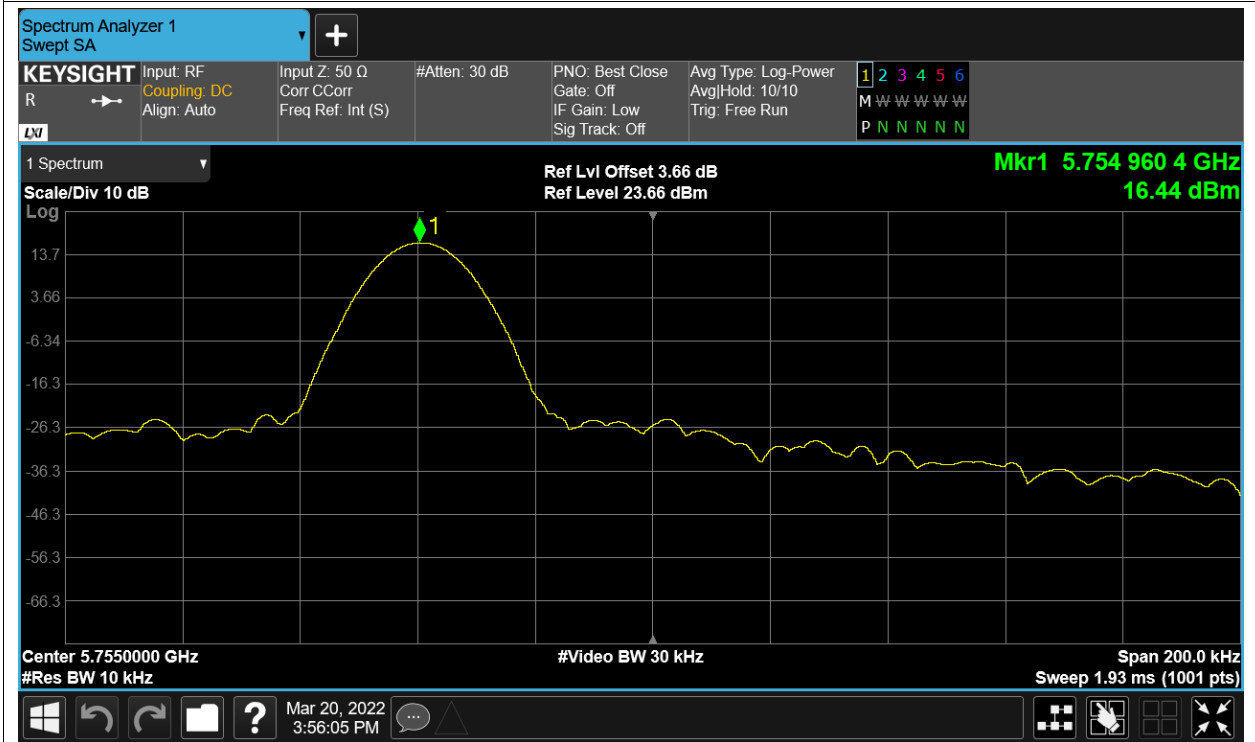 Spectrum Analyzer 1
Swept SA
KEYSIGHT
R
LXI
Input: RF
Coupling: DC
Align: Auto
Input Z: 50 Ω
Corr CCorr
Freq Ref: Int (S)
#Atten: 30 dB
PNO: Best Close
Gate: Off
IF Gain: Low
Sig Track: Off
Avg Type: Log-Power
Avg|Hold: 10/10
Trig: Free Run
1 2 3 4 5 6
M W W W W W
P N N N N N
1 Spectrum
Scale/Div 10 dB
Log
Ref Lvl Offset 3.66 dB
Ref Level 23.66 dBm
Mkr1 5.754 960 4 GHz
16.44 dBm
1
13.7
3.66
-6.34
-16.3
-26.3
-36.3
-46.3
-56.3
-66.3
Center 5.7550000 GHz
#Res BW 10 kHz
#Video BW 30 kHz
Span 200.0 kHz
Sweep 1.93 ms (1001 pts)
?
Mar 20, 2022
3:56:05 PM